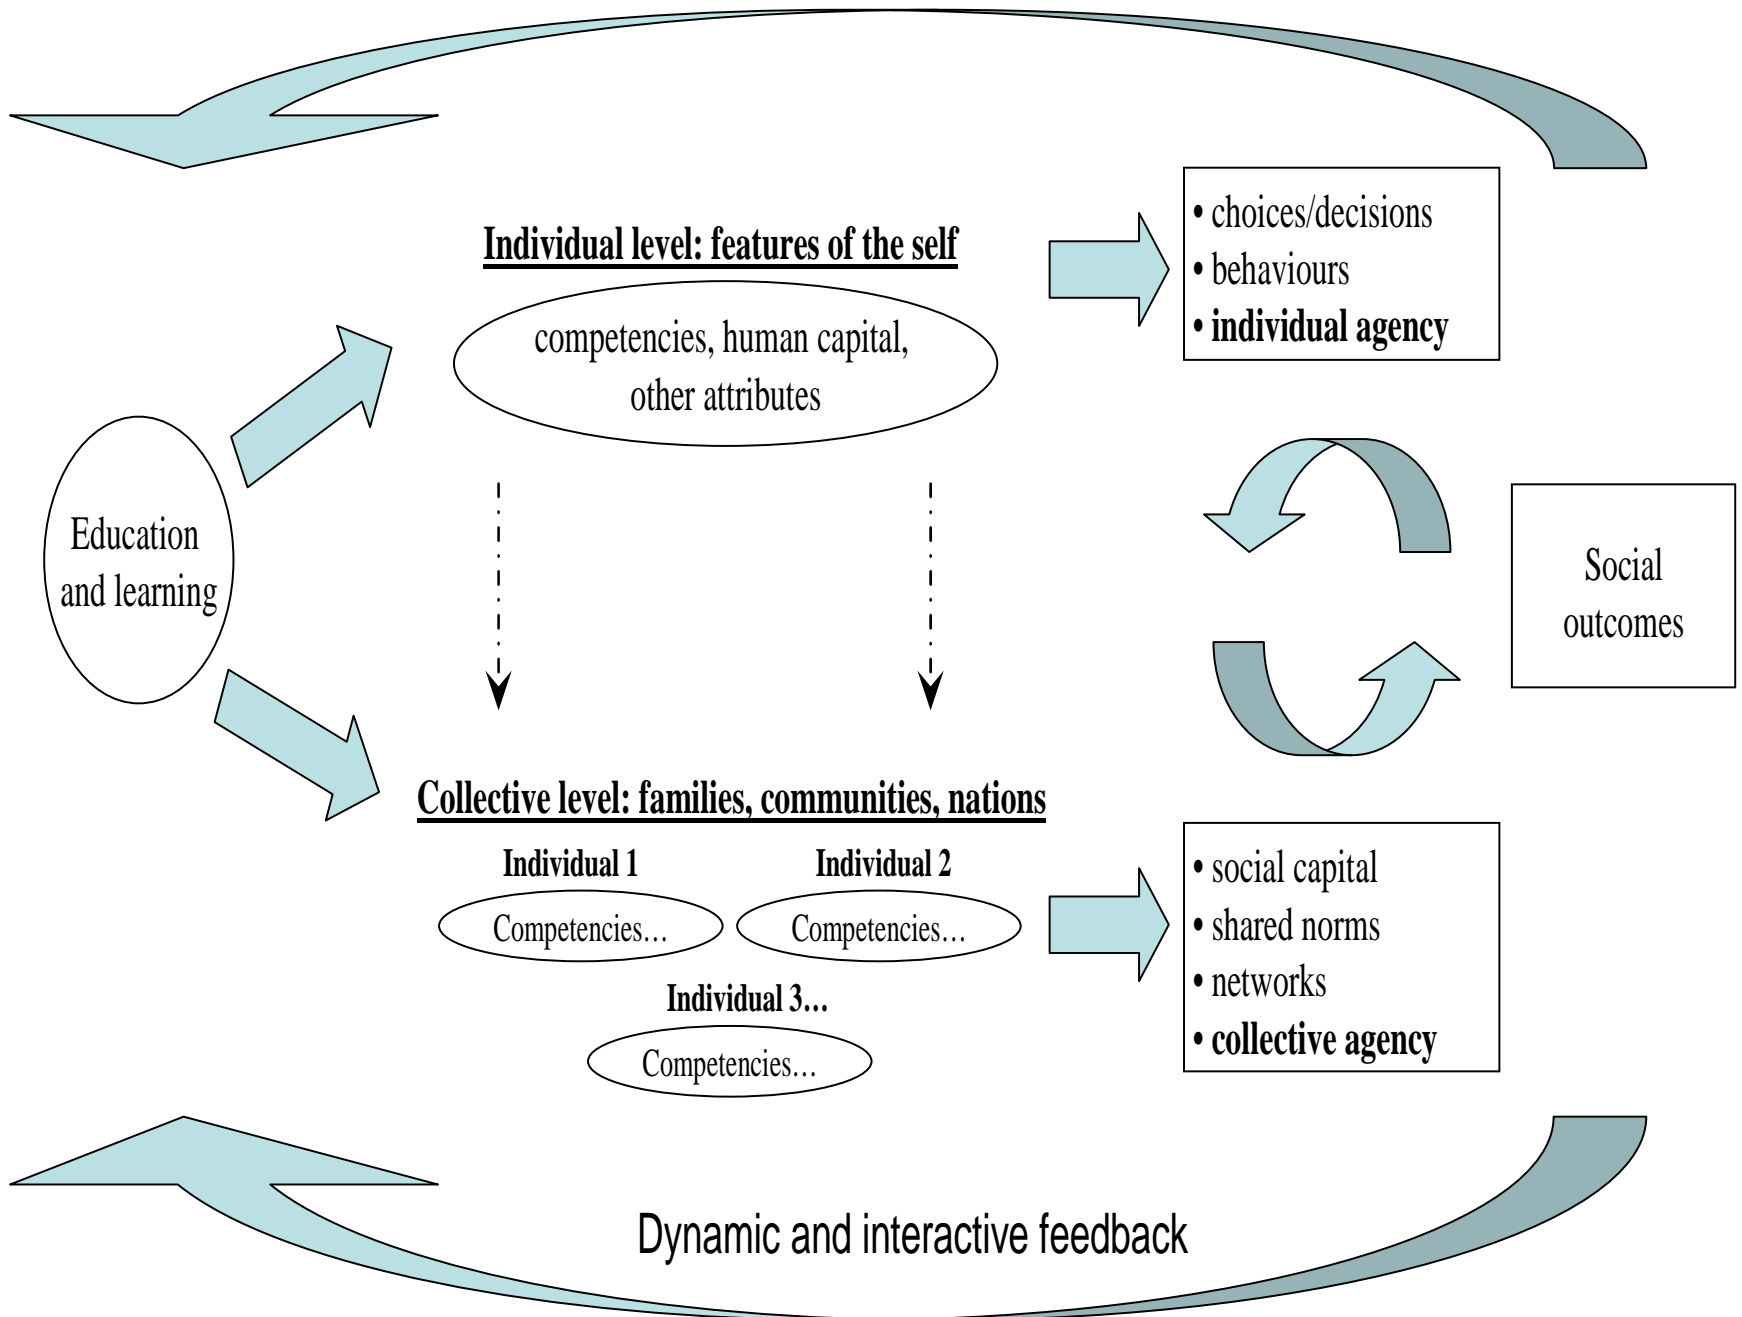 Individual level: features of the self
competencies, human capital,
other attributes
• choices/decisions
• behaviours
• individual agency
Education
and learning
Social
outcomes
Collective level: families, communities, nations
Individual 1
Competencies…
Individual 2
Competencies…
Individual 3…
Competencies…
• social capital
• shared norms
• networks
• collective agency
Dynamic and interactive feedback